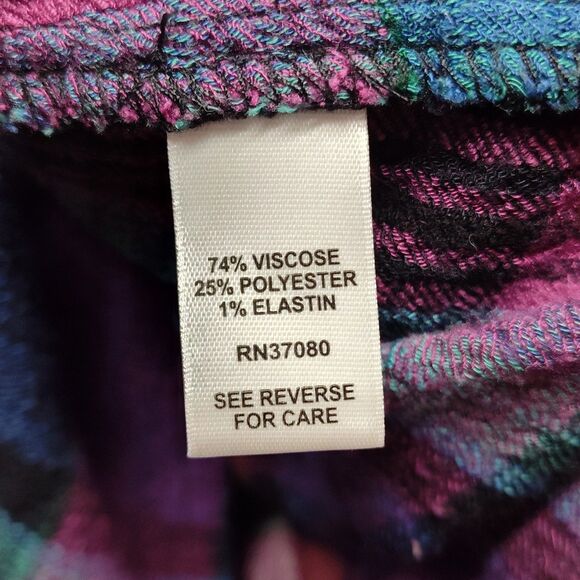 74% VISCOSE
25% POLYESTER
1% ELASTIN
RN37080
SEE REVERSE
FOR CARE